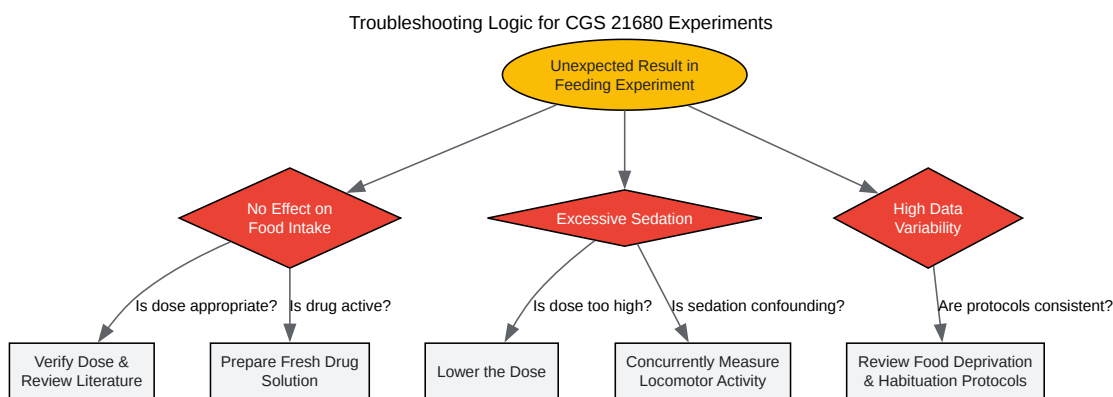 Troubleshooting Logic for CGS 21680 Experiments
Unexpected Result in
Feeding Experiment
No Effect on
Food Intake
Excessive Sedation
High Data
Variability
Is dose appropriate?
Is drug active?
Is dose too high?
Is sedation confounding?
Are protocols consistent?
Verify Dose &
Review Literature
Prepare Fresh Drug
Solution
Lower the Dose
Concurrently Measure
Locomotor Activity
Review Food Deprivation
& Habituation Protocols